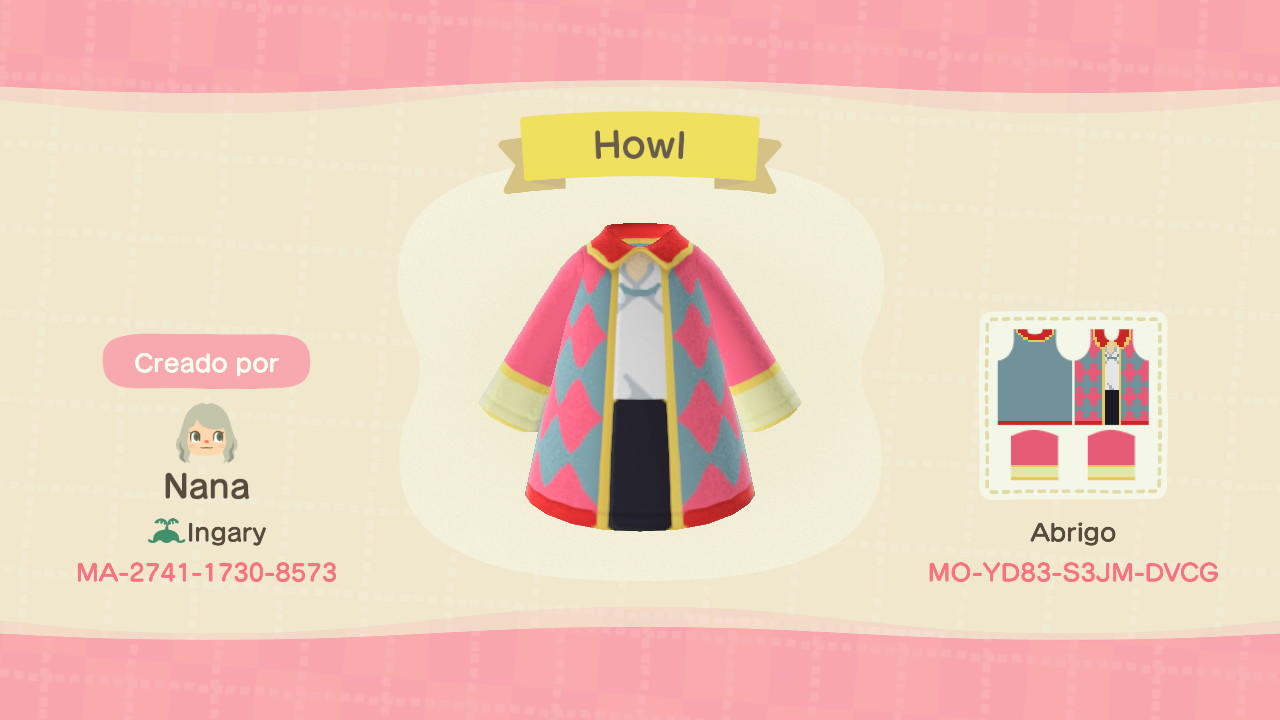 Howl
Creado por
Nana
Ingary
MA-2741-1730-8573
Abrigo
MO-YD83-S3JM-DVCG